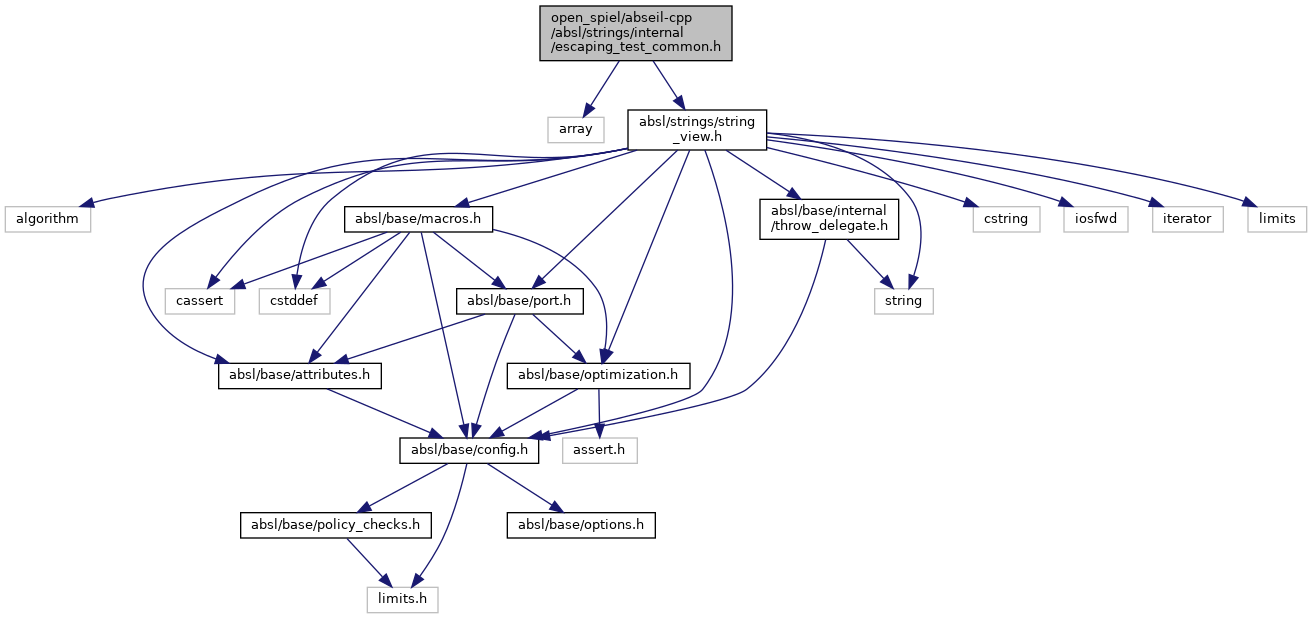 open_spiel/abseil-cpp
/absl/strings/internal
/escaping_test_common.h
array
absl/strings/string
_view.h
algorithm
absl/base/macros.h
absl/base/internal
/throw_delegate.h
cstring
iosfwd
iterator
limits
cassert
cstddef
absl/base/port.h
string
absl/base/attributes.h
absl/base/optimization.h
absl/base/config.h
assert.h
absl/base/policy_checks.h
absl/base/options.h
limits.h